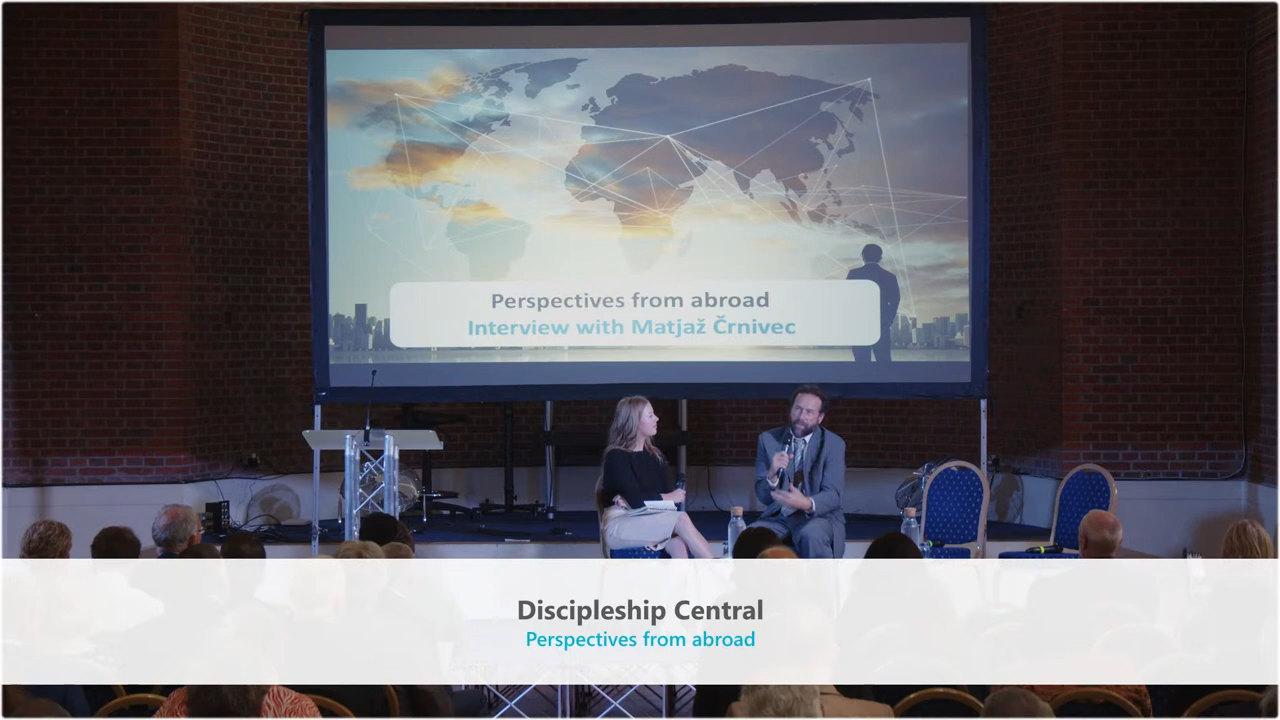 Perspectives from abroad
Interview with Matjaž Črnivec
Discipleship Central
Perspectives from abroad